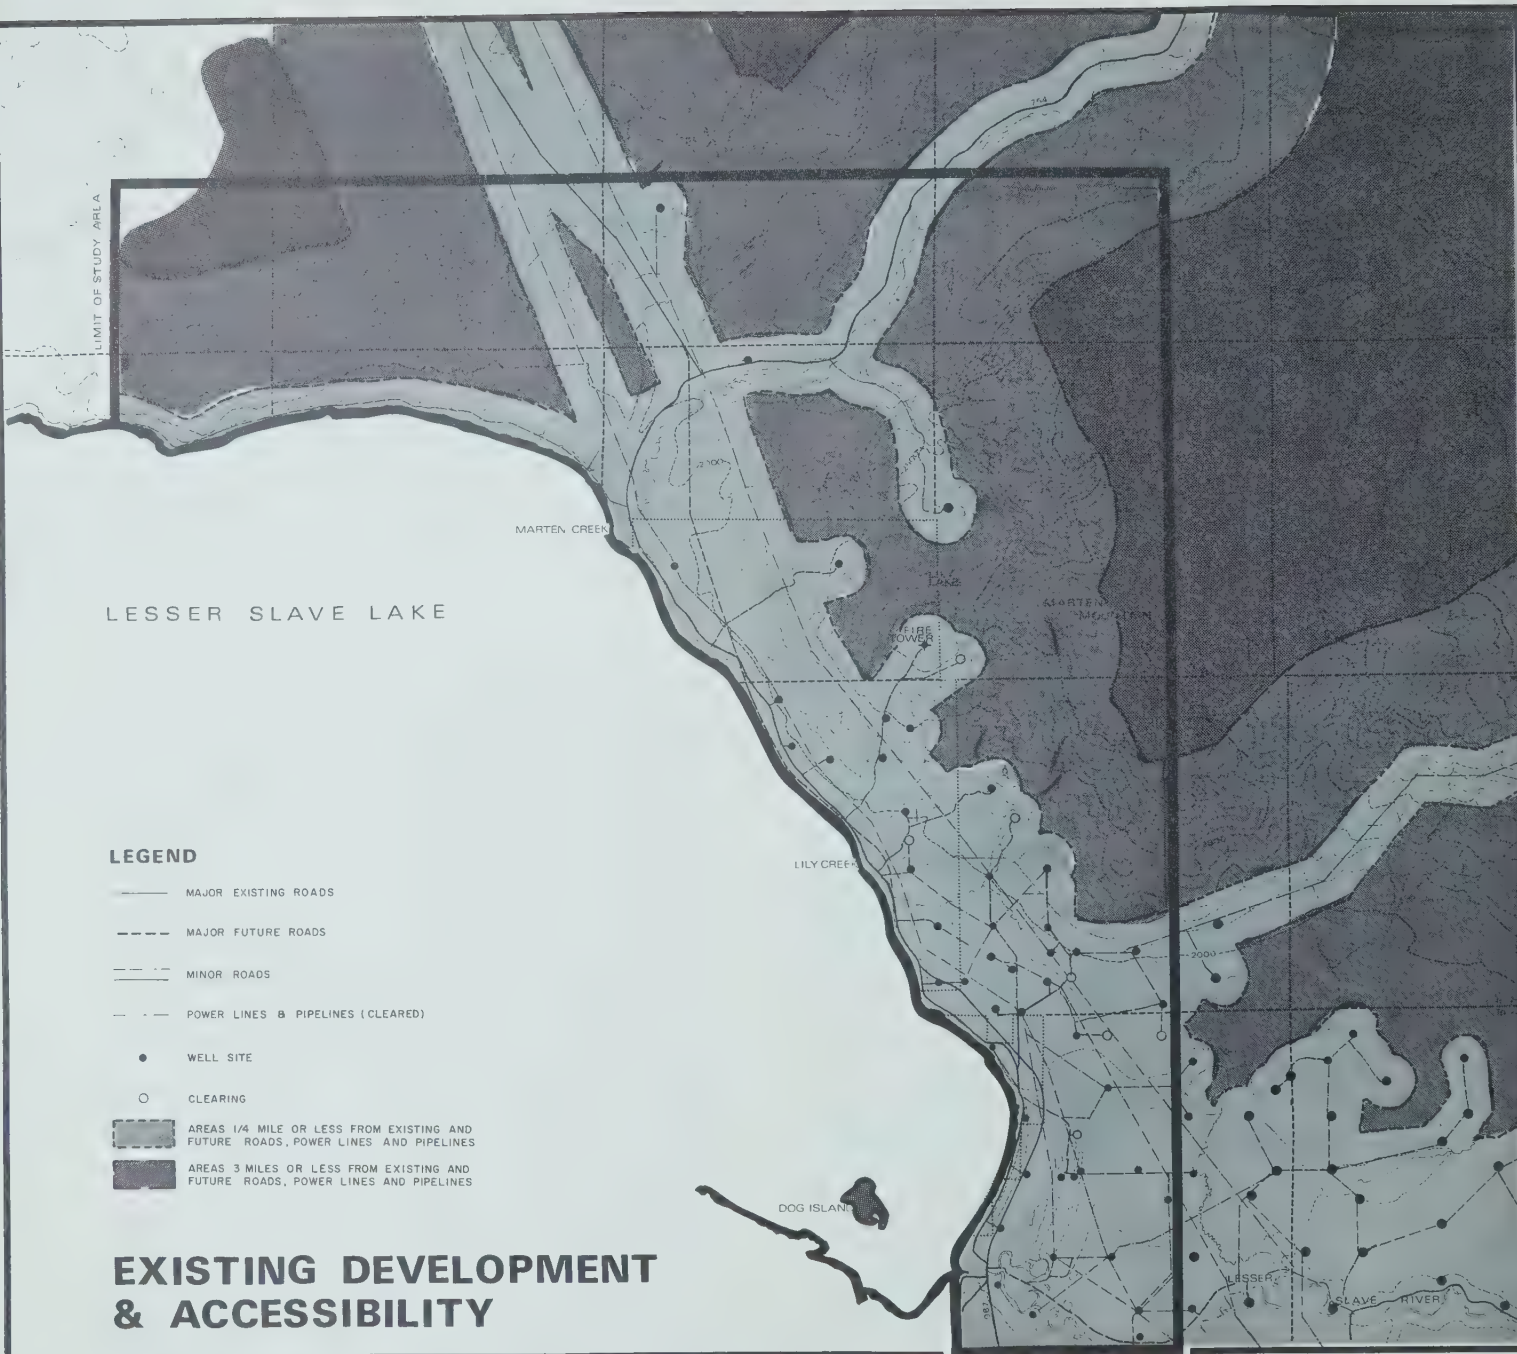 LIMIT OF STUDY AREA
264
2100
MARTEN CREEK
LAKE
MARTEN
MOUNTAIN
LESSER SLAVE LAKE
FIRE
TOWER
LILY CREEK
2000
LEGEND
MAJOR EXISTING ROADS
MAJOR FUTURE ROADS
MINOR ROADS
POWER LINES & PIPELINES (CLEARED)
WELL SITE
CLEARING
AREAS 1/4 MILE OR LESS FROM EXISTING AND
FUTURE ROADS, POWER LINES AND PIPELINES
AREAS 3 MILES OR LESS FROM EXISTING AND
FUTURE ROADS, POWER LINES AND PIPELINES
DOG ISLAND
LESSER
SLAVE RIVER
EXISTING DEVELOPMENT
& ACCESSIBILITY